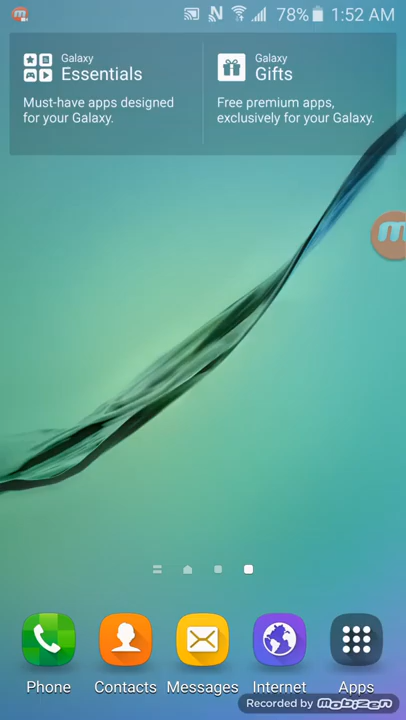 78% 1:52 AM
Galaxy
Essentials
Must-have apps designed
for your Galaxy.
Galaxy
Gifts
Free premium apps,
exclusively for your Galaxy.
Phone Contacts Messages Internet Apps
Recorded by mobizen